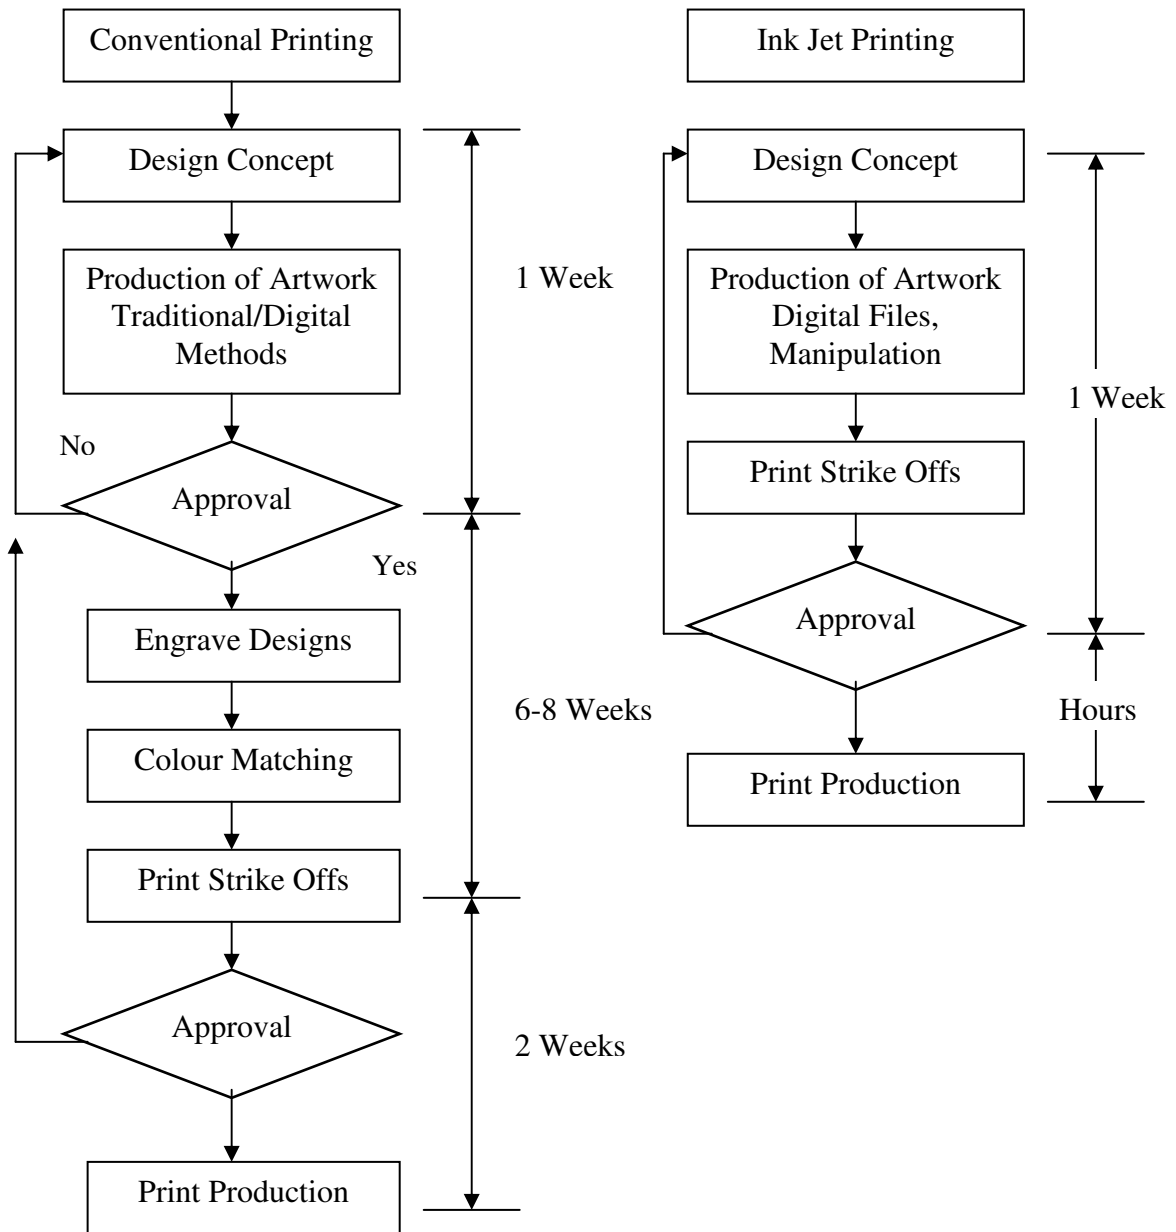 Conventional Printing
Design Concept
Production of Artwork
Traditional/Digital
Methods
No
Approval
Yes
Engrave Designs
Colour Matching
Print Strike Offs
Approval
Print Production
1 Week
6-8 Weeks
2 Weeks
Ink Jet Printing
Design Concept
Production of Artwork
Digital Files,
Manipulation
Print Strike Offs
Approval
Print Production
1 Week
Hours